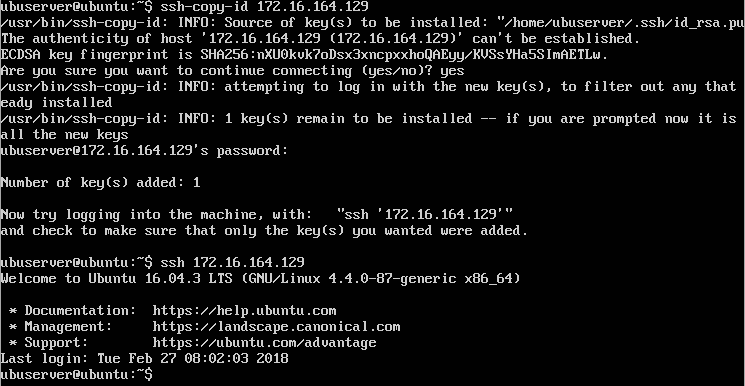 ubuserver@ubuntu:~$ ssh-copy-id 172.16.164.129
/usr/bin/ssh-copy-id: INFO: Source of key(s) to be installed: "/home/ubuserver/.ssh/id_rsa.pu
The authenticity of host '172.16.164.129 (172.16.164.129)' can't be established.
ECDSA key fingerprint is SHA256:nXU0kvk7oDsx3xncpxxhoQAEyy/KVSsYHa5SImAETLw.
Are you sure you want to continue connecting (yes/no)? yes
/usr/bin/ssh-copy-id: INFO: attempting to log in with the new key(s), to filter out any that
eady installed
/usr/bin/ssh-copy-id: INFO: 1 key(s) remain to be installed -- if you are prompted now it is
all the new keys
ubuserver@172.16.164.129's password:
Number of key(s) added: 1
Now try logging into the machine, with:   "ssh '172.16.164.129'"
and check to make sure that only the key(s) you wanted were added.
ubuserver@ubuntu:~$ ssh 172.16.164.129
Welcome to Ubuntu 16.04.3 LTS (GNU/Linux 4.4.0-87-generic x86_64)
* Documentation:  https://help.ubuntu.com
* Management:     https://landscape.canonical.com
* Support:        https://ubuntu.com/advantage
Last login: Tue Feb 27 08:02:03 2018
ubuserver@ubuntu:~$